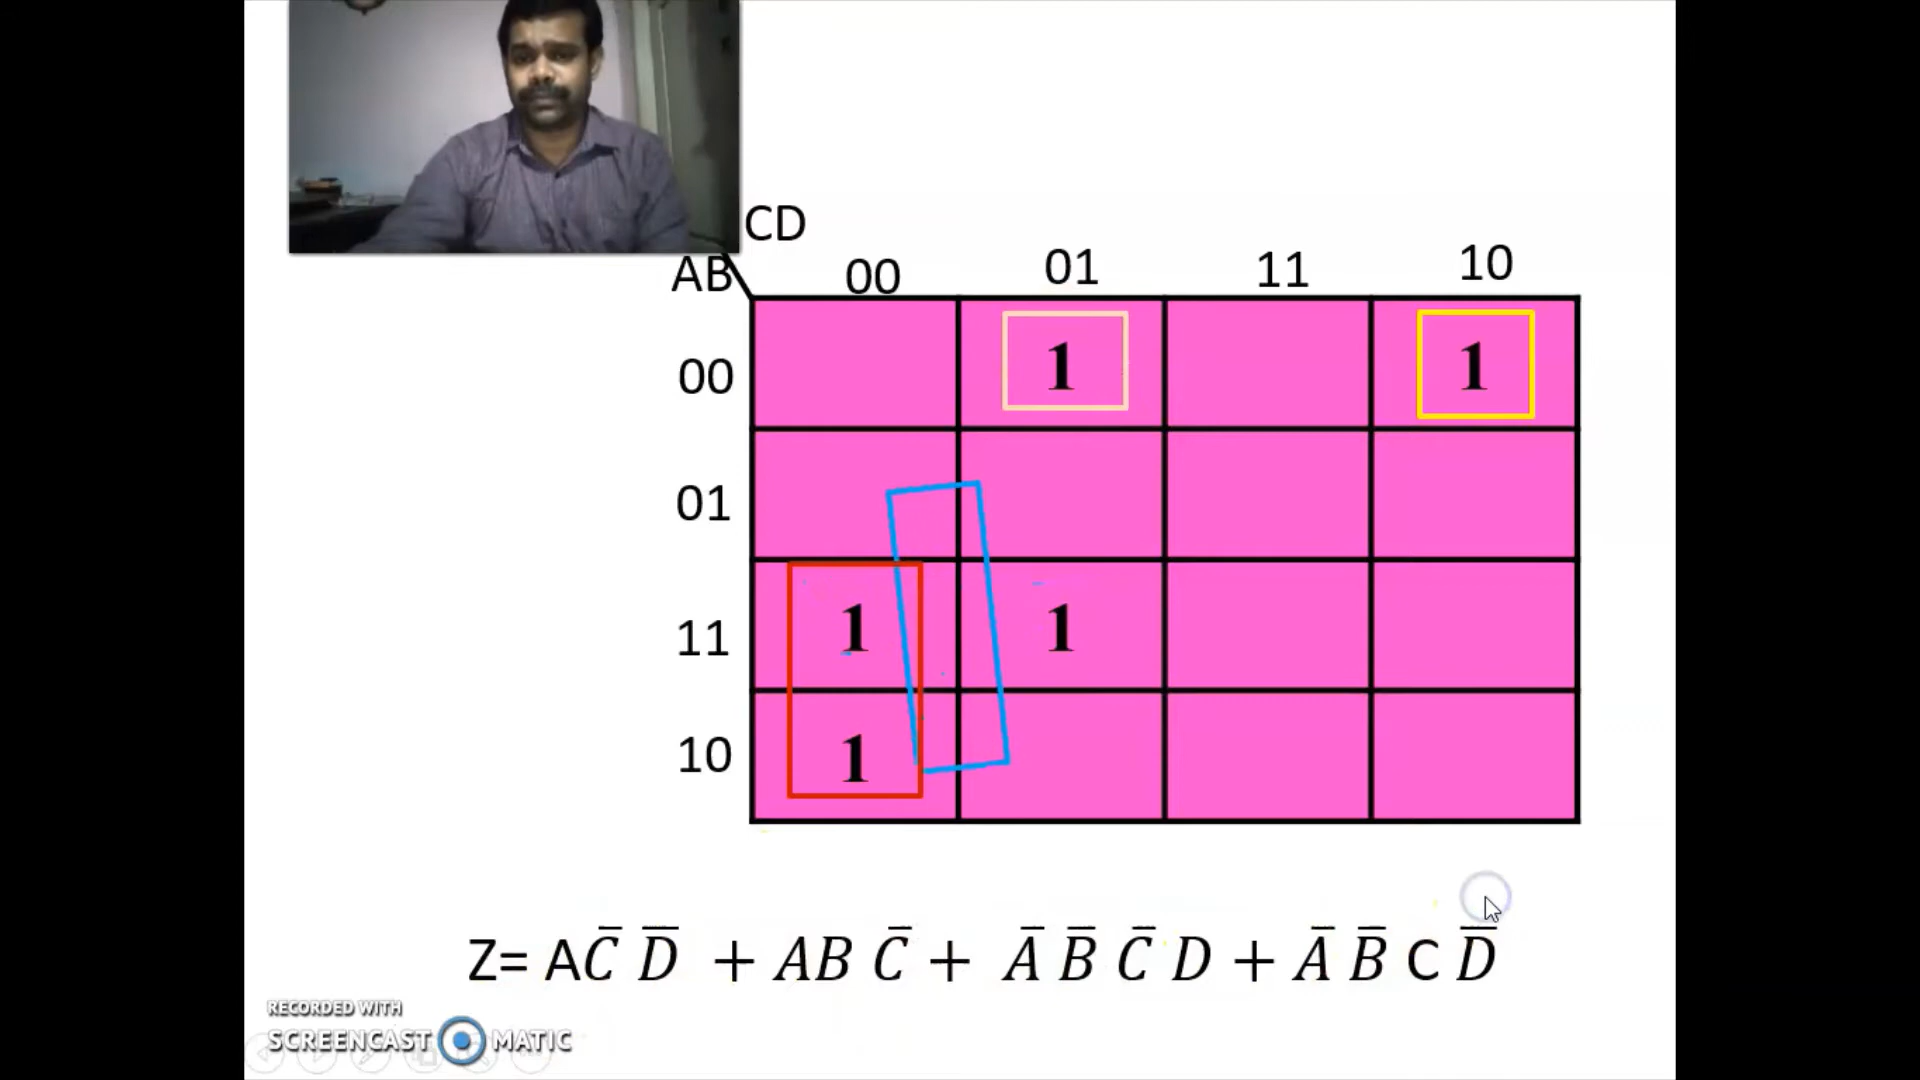 CD
AB 00 01 11 10
00 1 1
01
11 1 1
10 1
Z= AC̅ D̅ + AB C̅ + A̅ B̅ C̅ D + A̅ B̅ C D̅
RECORDED WITH
SCREENCAST MATIC